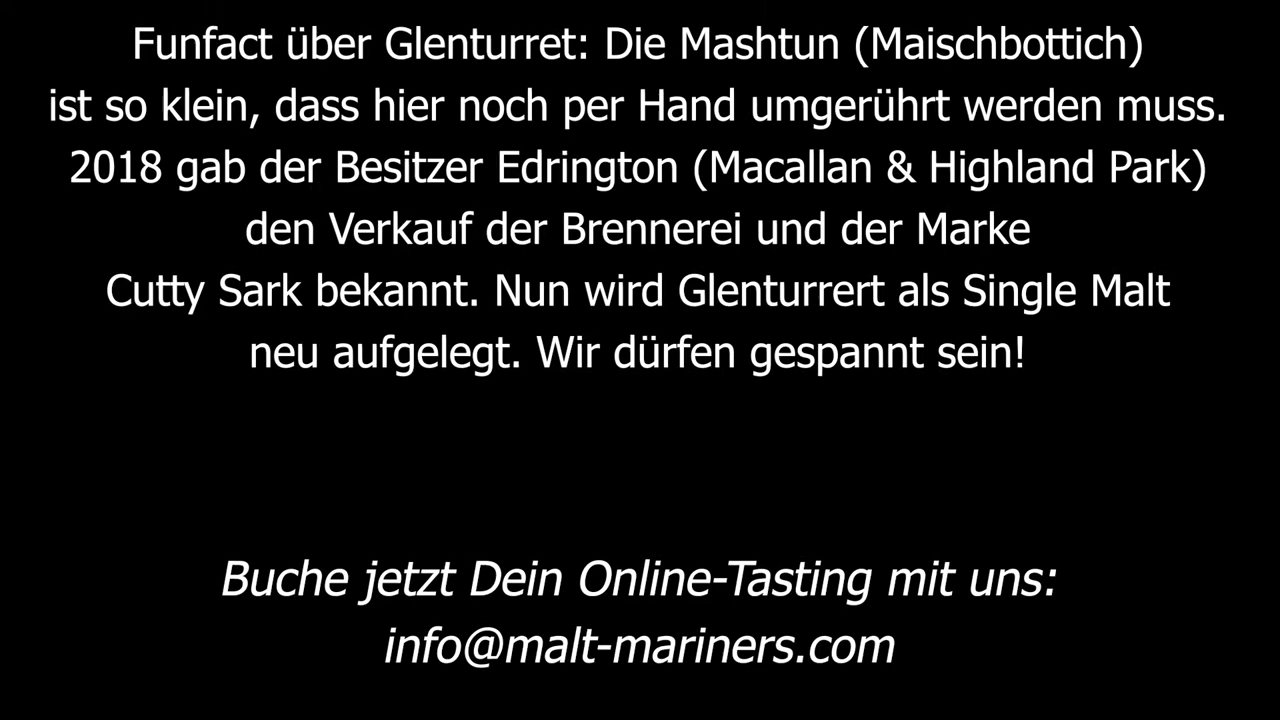 Funfact über Glenturret: Die Mashtun (Maischbottich)
ist so klein, dass hier noch per Hand umgerührt werden muss.
2018 gab der Besitzer Edrington (Macallan & Highland Park)
den Verkauf der Brennerei und der Marke
Cutty Sark bekannt. Nun wird Glenturrert als Single Malt
neu aufgelegt. Wir dürfen gespannt sein!
Buche jetzt Dein Online-Tasting mit uns:
info@malt-mariners.com